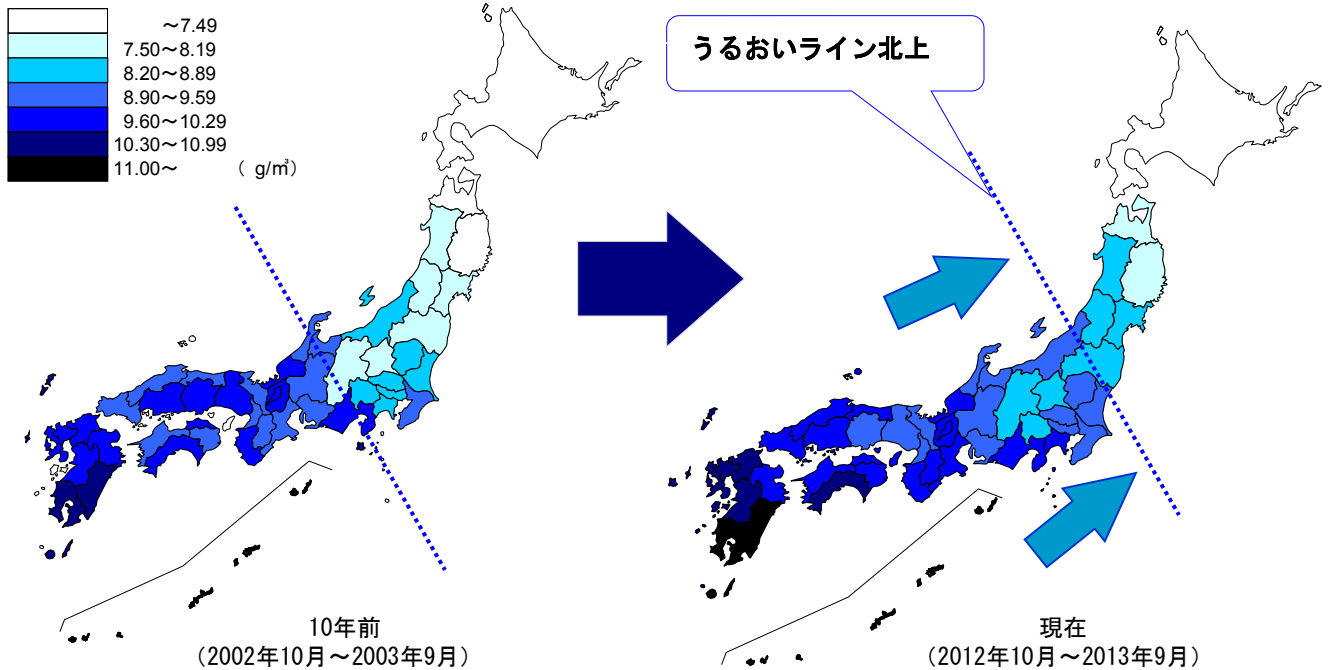 ～7.49
7.50～8.19
8.20～8.89
8.90～9.59
9.60～10.29
10.30～10.99
11.00～ （ g/㎥）
うるおいライン北上
10年前
（2002年10月～2003年9月）
現在
（2012年10月～2013年9月）